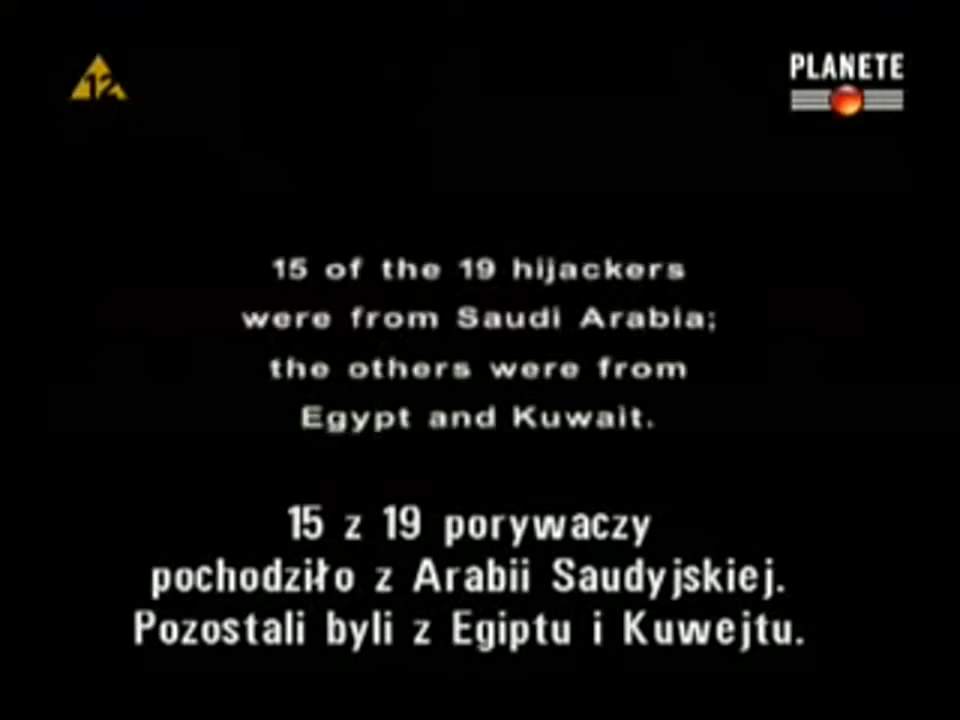 12
PLANETE
15 of the 19 hijackers
were from Saudi Arabia;
the others were from
Egypt and Kuwait.
15 z 19 porywaczy
pochodziło z Arabii Saudyjskiej.
Pozostali byli z Egiptu i Kuwejtu.